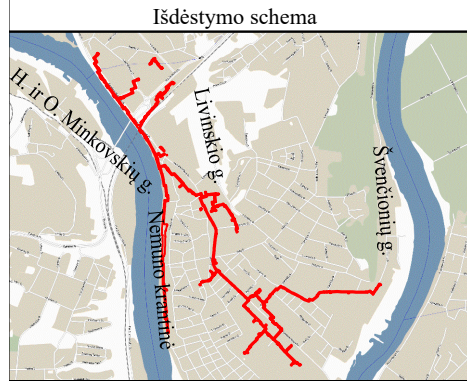 Išdėstymo schema
H. ir O. Minkovskių g.
Livinskio g.
Nemuno krantinė
Švenčionių g.